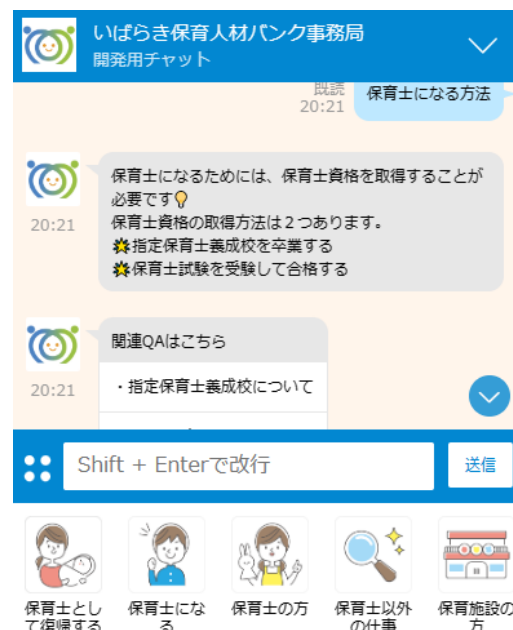 いばらき保育人材バンク事務局
開発用チャット
既読
20:21
保育士になる方法
保育士になるためには、保育士資格を取得することが
必要です💡
保育士資格の取得方法は２つあります。
🌟指定保育士養成校を卒業する
🌟保育士試験を受験して合格する
20:21
関連QAはこちら
・指定保育士養成校について
20:21
Shift + Enterで改行
送信
保育士とし
て復帰する
保育士にな
る
保育士の方
保育士以外
の仕事
保育施設の
方